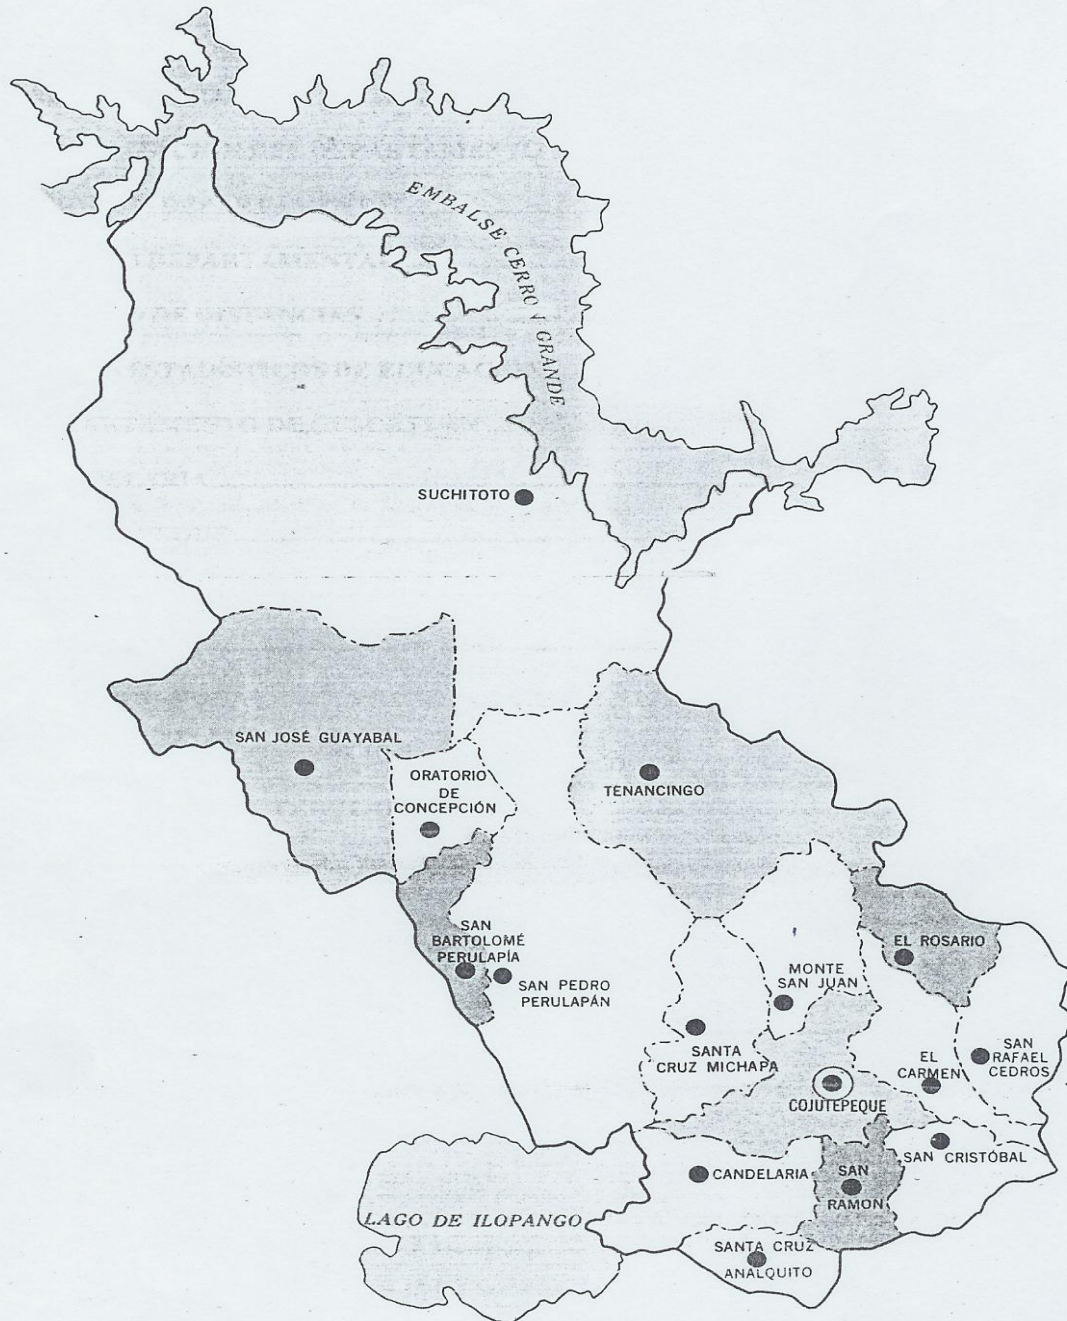 EMBALSE CERRO GRANDE
SUCHITOTO
SAN JOSÉ GUAYABAL
ORATORIO
DE
CONCEPCIÓN
TENANCINGO
SAN
BARTOLOMÉ
PERULAPÍA
SAN PEDRO
PERULAPÁN
EL ROSARIO
MONTE
SAN JUAN
SANTA
CRUZ MICHAPA
EL
CARMEN
SAN
RAFAEL
CEDROS
COJUTEPEQUE
SAN CRISTÓBAL
CANDELARIA
SAN
RAMON
LAGO DE ILOPANGO
SANTA CRUZ
ANALQUITO